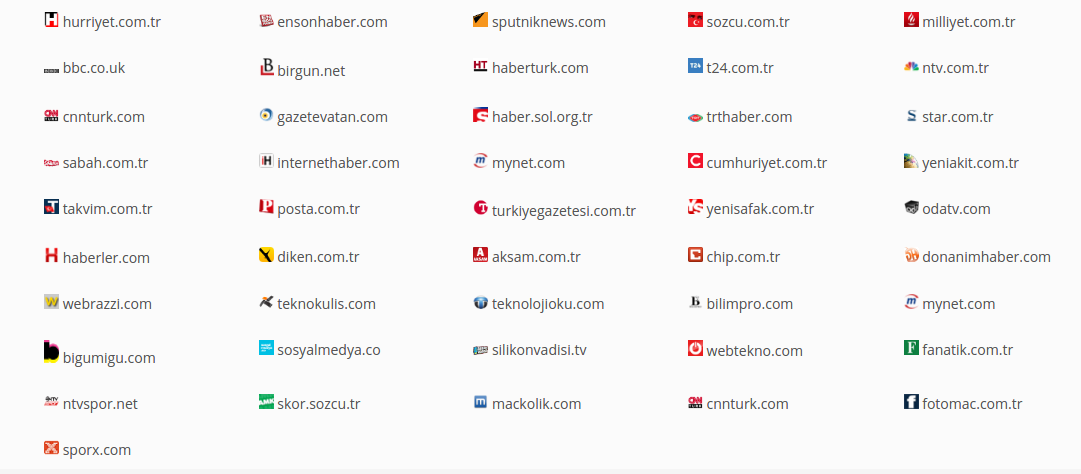 hurriyet.com.tr ensonhaber.com sputniknews.com sozcu.com.tr milliyet.com.tr
bbc.co.uk birgun.net haberturk.com t24.com.tr ntv.com.tr
cnnturk.com gazetevatan.com haber.sol.org.tr trthaber.com star.com.tr
sabah.com.tr internethaber.com mynet.com cumhuriyet.com.tr yeniakit.com.tr
takvim.com.tr posta.com.tr turkiyegazetesi.com.tr yenisafak.com.tr odatv.com
haberler.com diken.com.tr aksam.com.tr chip.com.tr donanimhaber.com
webrazzi.com teknokulis.com teknolojioku.com bilimpro.com mynet.com
bigumigu.com sosyalmedya.co silikonvadisi.tv webtekno.com fanatik.com.tr
ntvspor.net skor.sozcu.tr mackolik.com cnnturk.com fotomac.com.tr
sporx.com